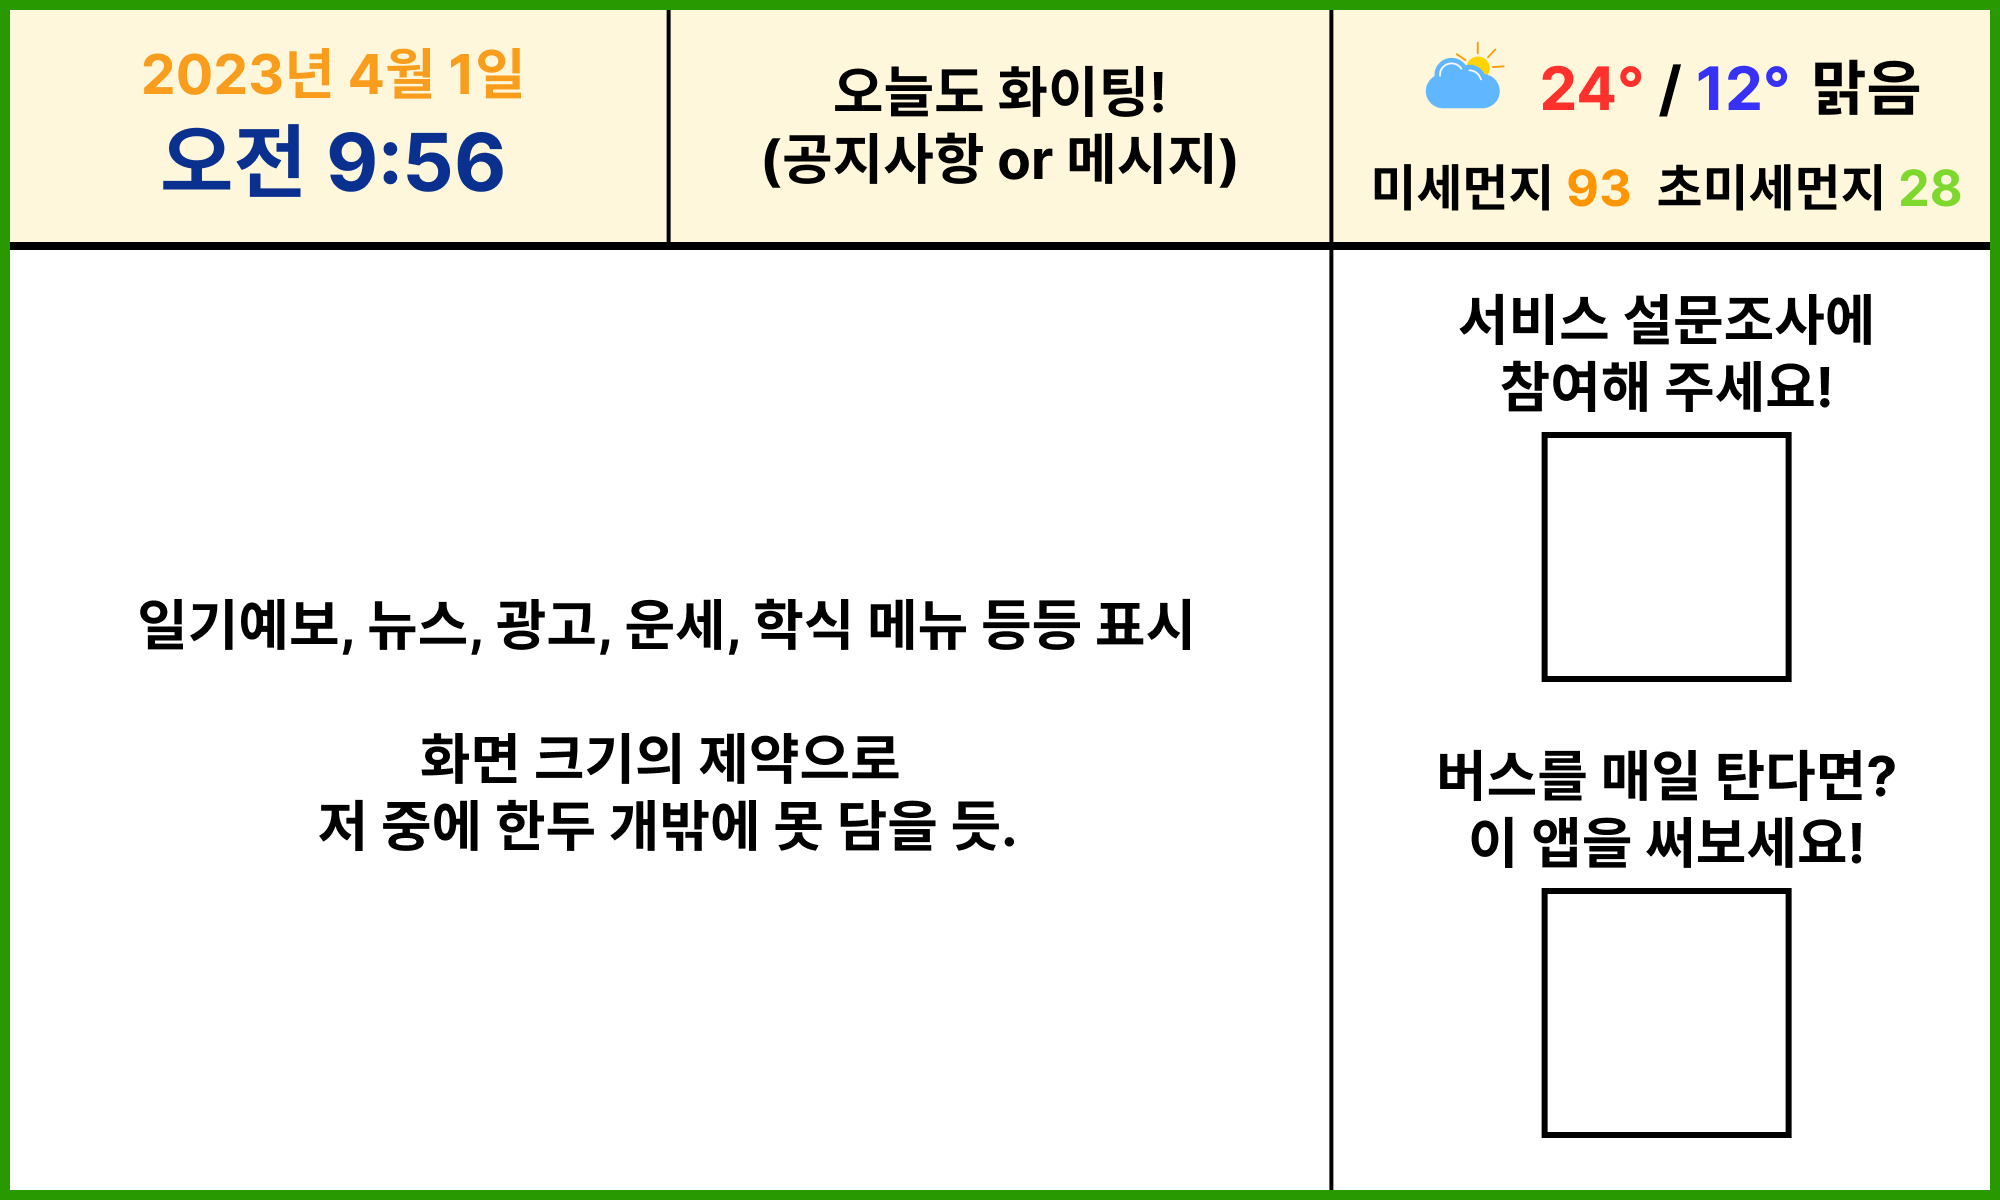 2023년 4월 1일
오전 9:56
오늘도 화이팅!
(공지사항 or 메시지)
24° / 12° 맑음
미세먼지 93 초미세먼지 28
일기예보, 뉴스, 광고, 운세, 학식 메뉴 등등 표시
화면 크기의 제약으로
저 중에 한두 개밖에 못 담을 듯.
서비스 설문조사에
참여해 주세요!
버스를 매일 탄다면?
이 앱을 써보세요!